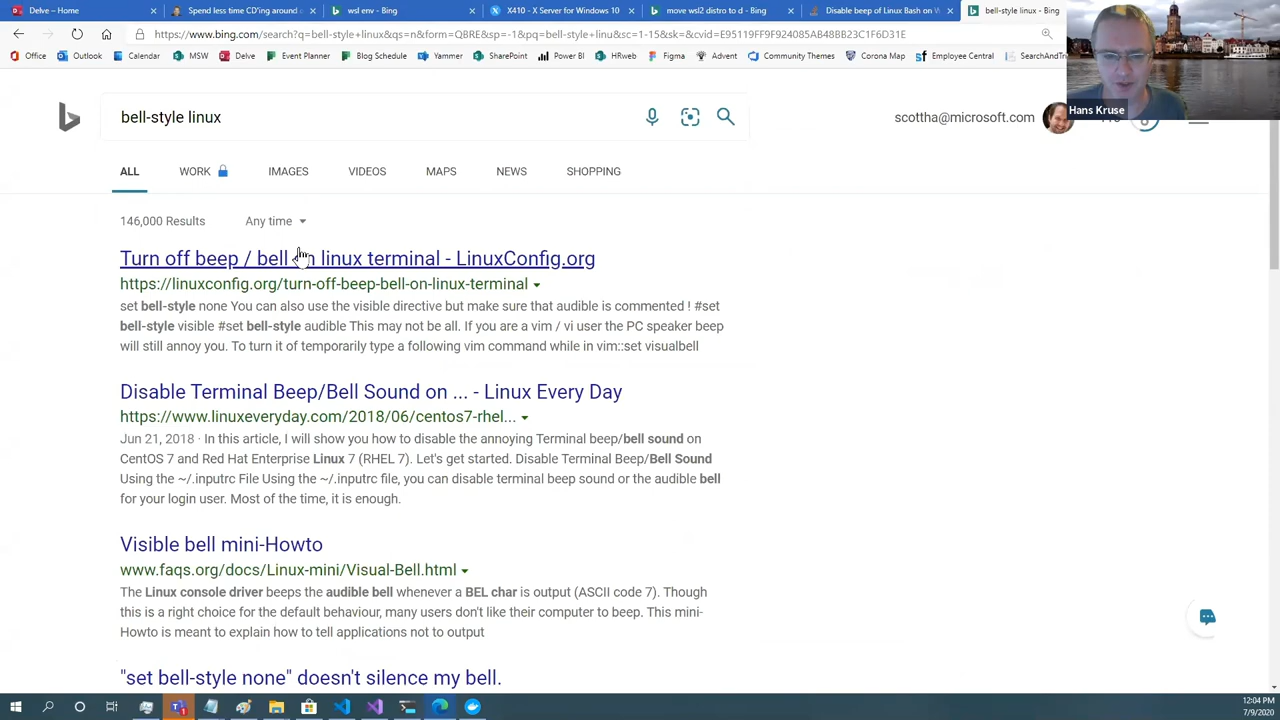 Delve - Home
Spend less time CD'ing around d
wsl env - Bing
X410 - X Server for Windows 10
move wsl2 distro to d - Bing
Disable beep of Linux Bash on W
bell-style linux - Bing
https://www.bing.com/search?q=bell-style+linux&qs=n&form=QBRE&sp=-1&pq=bell-style+linu&sc=1-15&sk=&cvid=E95119FF9F924085AB48BB23C1F6D31E
Office
Outlook
Calendar
MSW
Delve
Event Planner
Blog Schedule
Yammer
Streams
Power BI
HRweb
Figma
Advent
Community Themes
Corona Map
Employee Central
SearchAndTr
Hans Kruse
bell-style linux
scottha@microsoft.com
ALL
WORK
IMAGES
VIDEOS
MAPS
NEWS
SHOPPING
146,000 Results
Any time
Turn off beep / bell on linux terminal - LinuxConfig.org
https://linuxconfig.org/turn-off-beep-bell-on-linux-terminal
set bell-style none You can also use the visible directive but make sure that audible is commented ! #set
bell-style visible #set bell-style audible This may not be all. If you are a vim / vi user the PC speaker beep
will still annoy you. To turn it of temporarily type a following vim command while in vim::set visualbell
Disable Terminal Beep/Bell Sound on ... - Linux Every Day
https://www.linuxeveryday.com/2018/06/centos7-rhel...
Jun 21, 2018 · In this article, I will show you how to disable the annoying Terminal beep/bell sound on
CentOS 7 and Red Hat Enterprise Linux 7 (RHEL 7). Let's get started. Disable Terminal Beep/Bell Sound
Using the ~/.inputrc File Using the ~/.inputrc file, you can disable terminal beep sound or the audible bell
for your login user. Most of the time, it is enough.
Visible bell mini-Howto
www.faqs.org/docs/Linux-mini/Visual-Bell.html
The Linux console driver beeps the audible bell whenever a BEL char is output (ASCII code 7). Though
this is a right choice for the default behaviour, many users don't like their computer to beep. This mini-
Howto is meant to explain how to tell applications not to output
"set bell-style none" doesn't silence my bell.
12:04 PM
7/9/2020